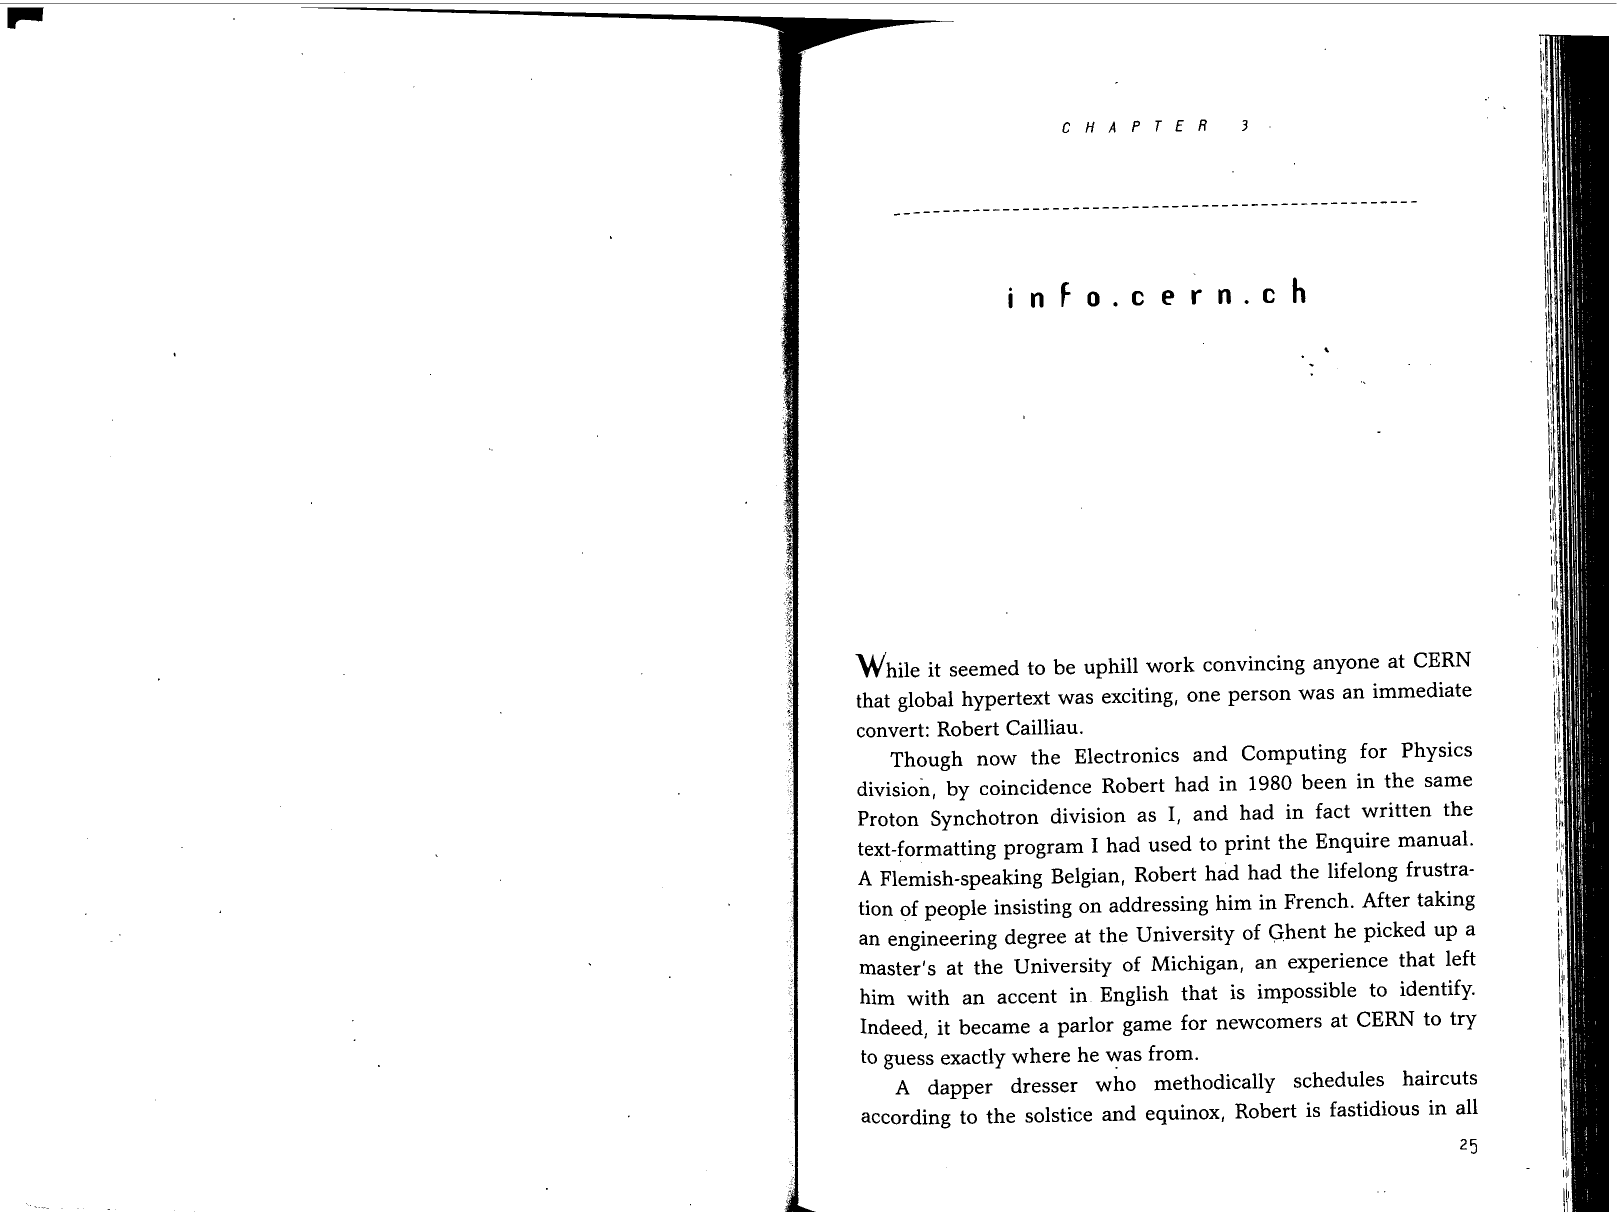 CHAPTER 3
info.cern.ch
While it seemed to be uphill work convincing anyone at CERN
that global hypertext was exciting, one person was an immediate
convert: Robert Cailliau.
Though now the Electronics and Computing for Physics
division, by coincidence Robert had in 1980 been in the same
Proton Synchotron division as I, and had in fact written the
text-formatting program I had used to print the Enquire manual.
A Flemish-speaking Belgian, Robert had had the lifelong frustra-
tion of people insisting on addressing him in French. After taking
an engineering degree at the University of Ghent he picked up a
master's at the University of Michigan, an experience that left
him with an accent in English that is impossible to identify.
Indeed, it became a parlor game for newcomers at CERN to try
to guess exactly where he was from.
A dapper dresser who methodically schedules haircuts
according to the solstice and equinox, Robert is fastidious in all
25